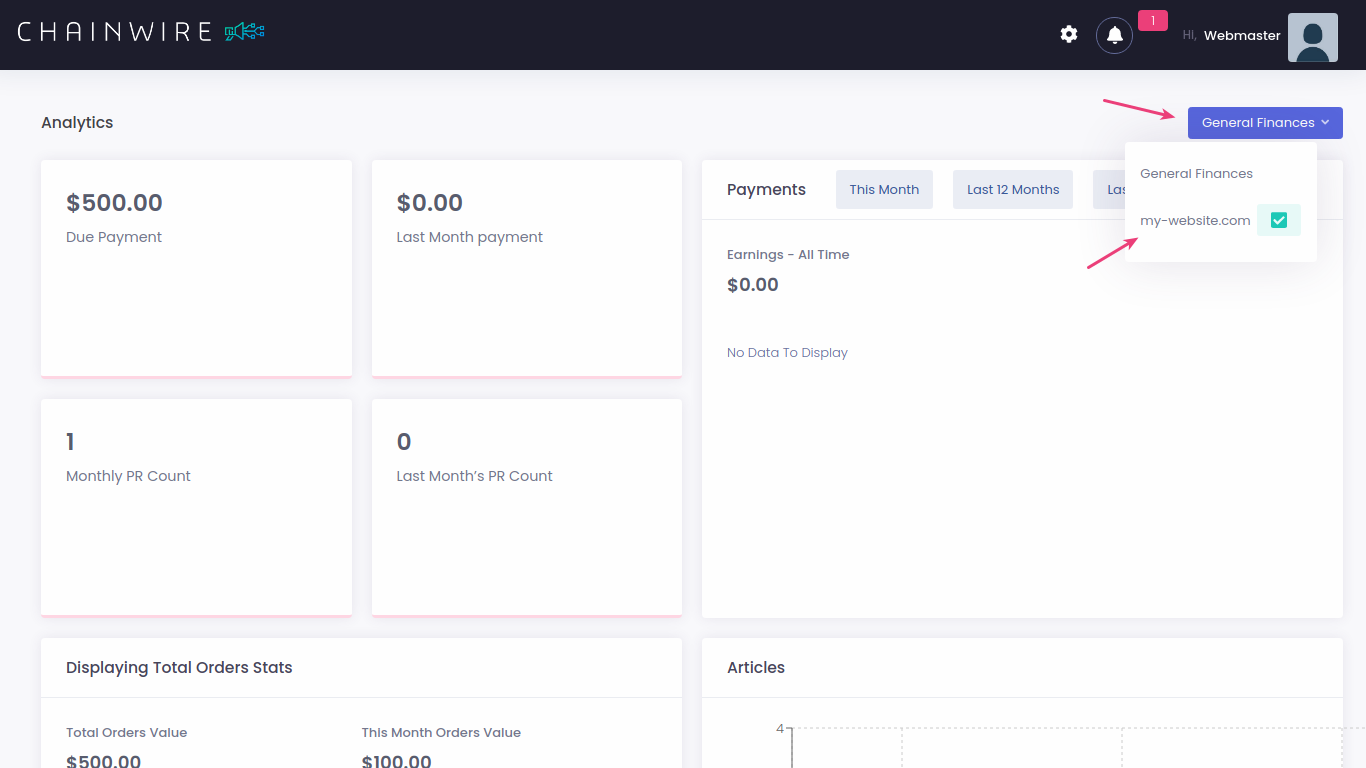 CHAINWIRE
1
HI, Webmaster
Analytics
General Finances
General Finances
my-website.com
$500.00
Due Payment
$0.00
Last Month payment
Payments
This Month
Last 12 Months
Las
Earnings - All Time
$0.00
No Data To Display
1
Monthly PR Count
0
Last Month's PR Count
Displaying Total Orders Stats
Total Orders Value
$500.00
This Month Orders Value
$100.00
Articles
4